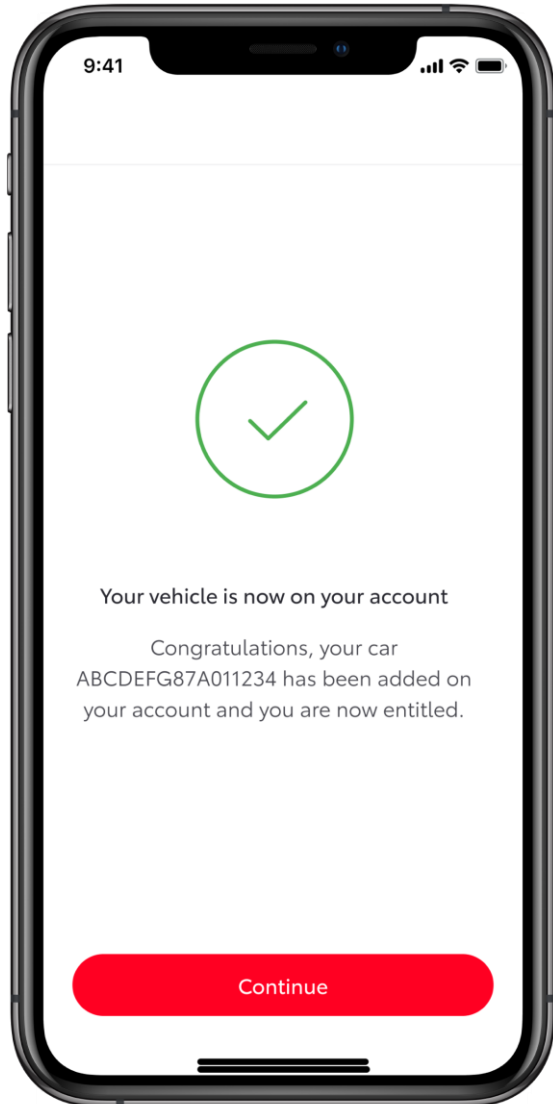 9:41
Your vehicle is now on your account
Congratulations, your car
ABCDEFG87A011234 has been added on
your account and you are now entitled.
Continue